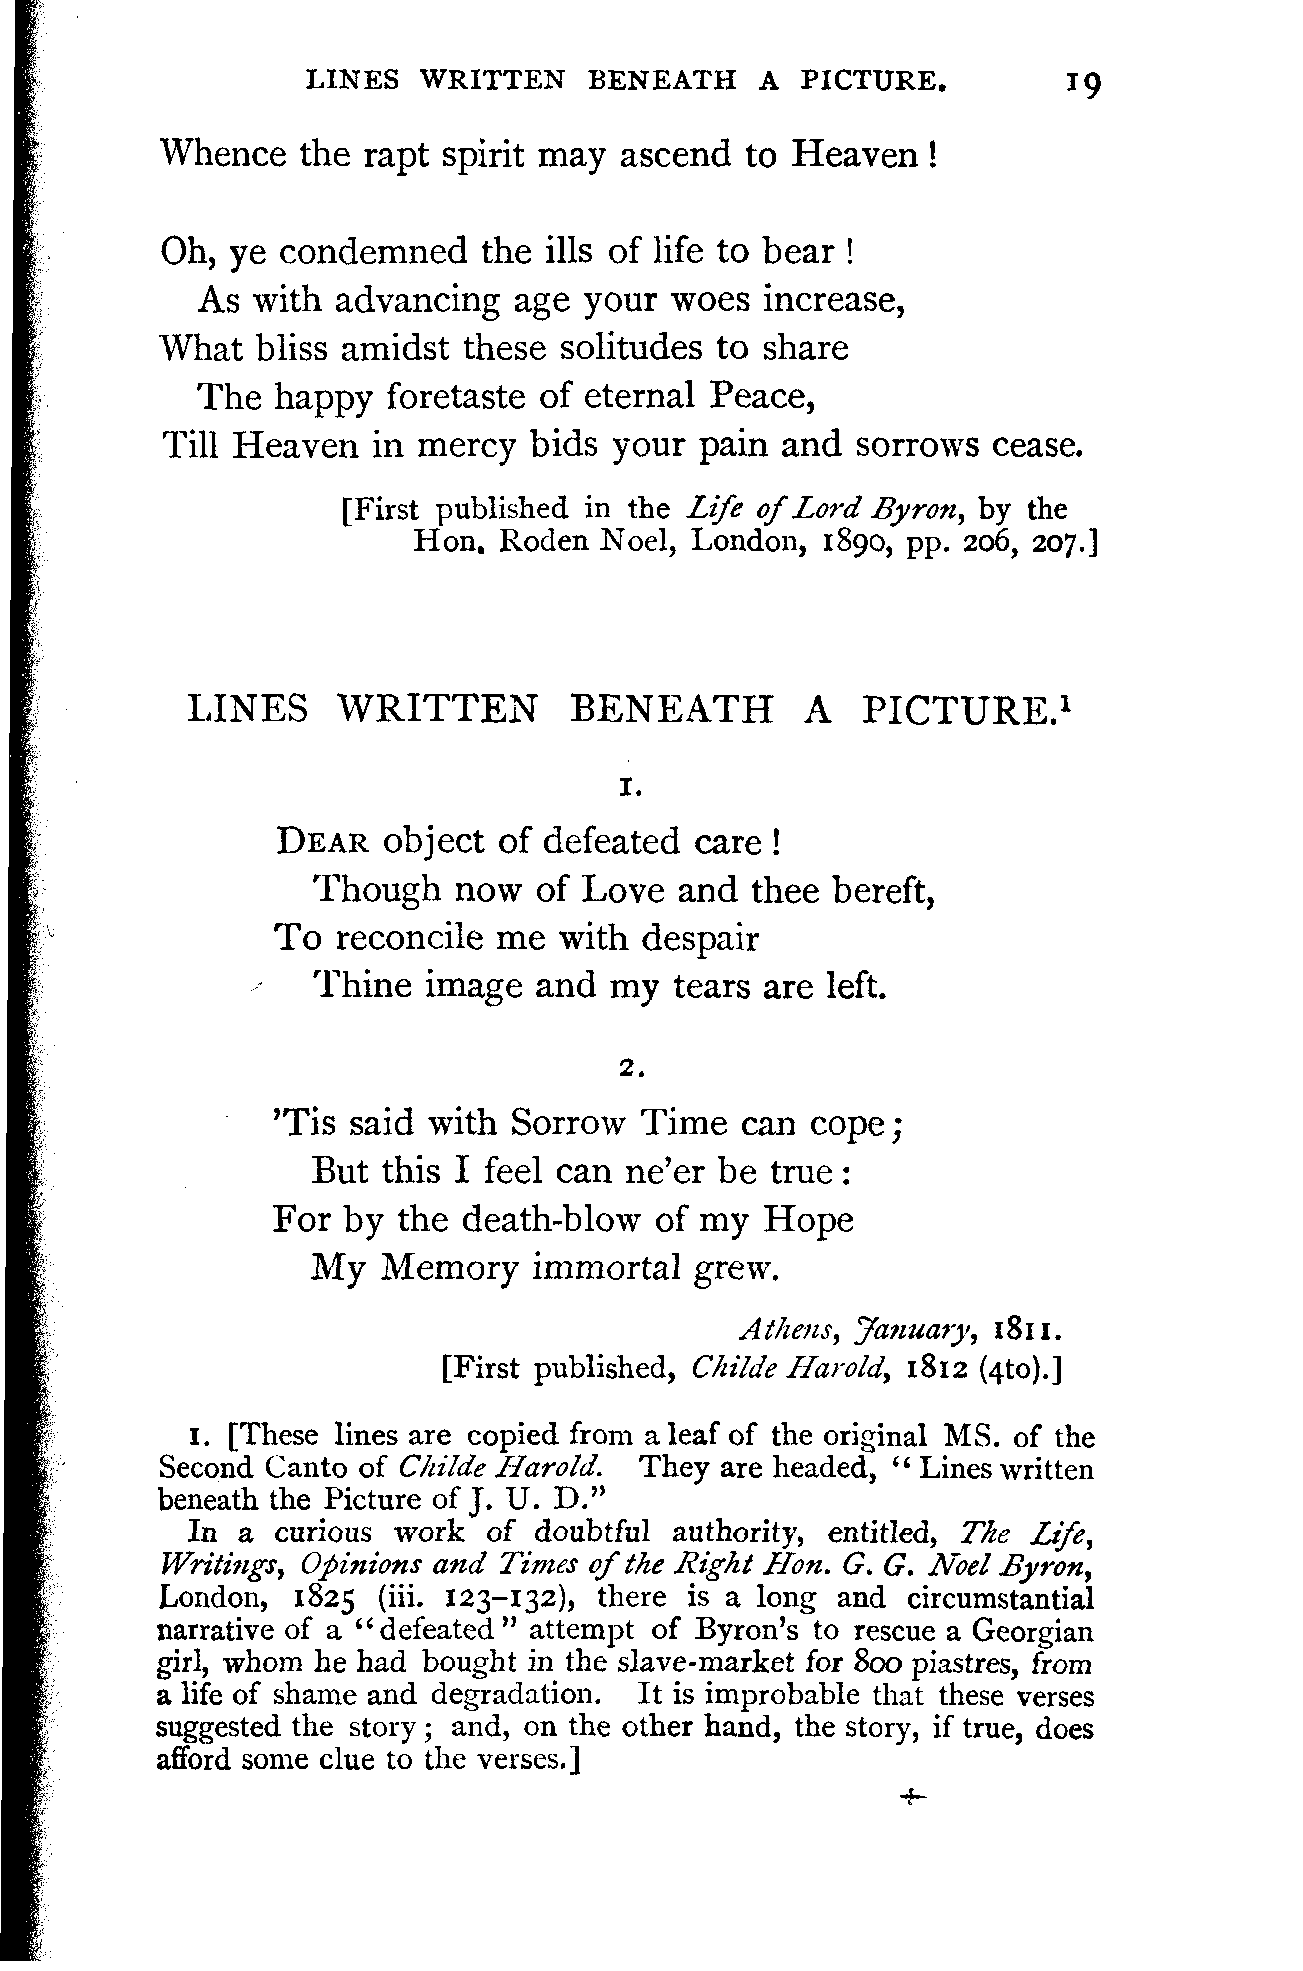 LINES WRITTEN BENEATH A PICTURE. 19
Whence the rapt spirit may ascend to Heaven !
Oh, ye condemned the ills of life to bear !
As with advancing age your woes increase,
What bliss amidst these solitudes to share
The happy foretaste of eternal Peace,
Till Heaven in mercy bids your pain and sorrows cease.
[First published in the Life of Lord Byron, by the
Hon. Roden Noel, London, 1890, pp. 206, 207.]
LINES WRITTEN BENEATH A PICTURE.¹
1.
DEAR object of defeated care !
Though now of Love and thee bereft,
To reconcile me with despair
Thine image and my tears are left.
2.
'Tis said with Sorrow Time can cope ;
But this I feel can ne'er be true :
For by the death-blow of my Hope
My Memory immortal grew.
Athens, January, 1811.
[First published, Childe Harold, 1812 (4to).]
1. [These lines are copied from a leaf of the original MS. of the
Second Canto of Childe Harold. They are headed, “ Lines written
beneath the Picture of J. U. D.”
In a curious work of doubtful authority, entitled, The Life,
Writings, Opinions and Times of the Right Hon. G. G. Noel Byron,
London, 1825 (iii. 123–132), there is a long and circumstantial
narrative of a “ defeated ” attempt of Byron's to rescue a Georgian
girl, whom he had bought in the slave-market for 800 piastres, from
a life of shame and degradation. It is improbable that these verses
suggested the story ; and, on the other hand, the story, if true, does
afford some clue to the verses.]